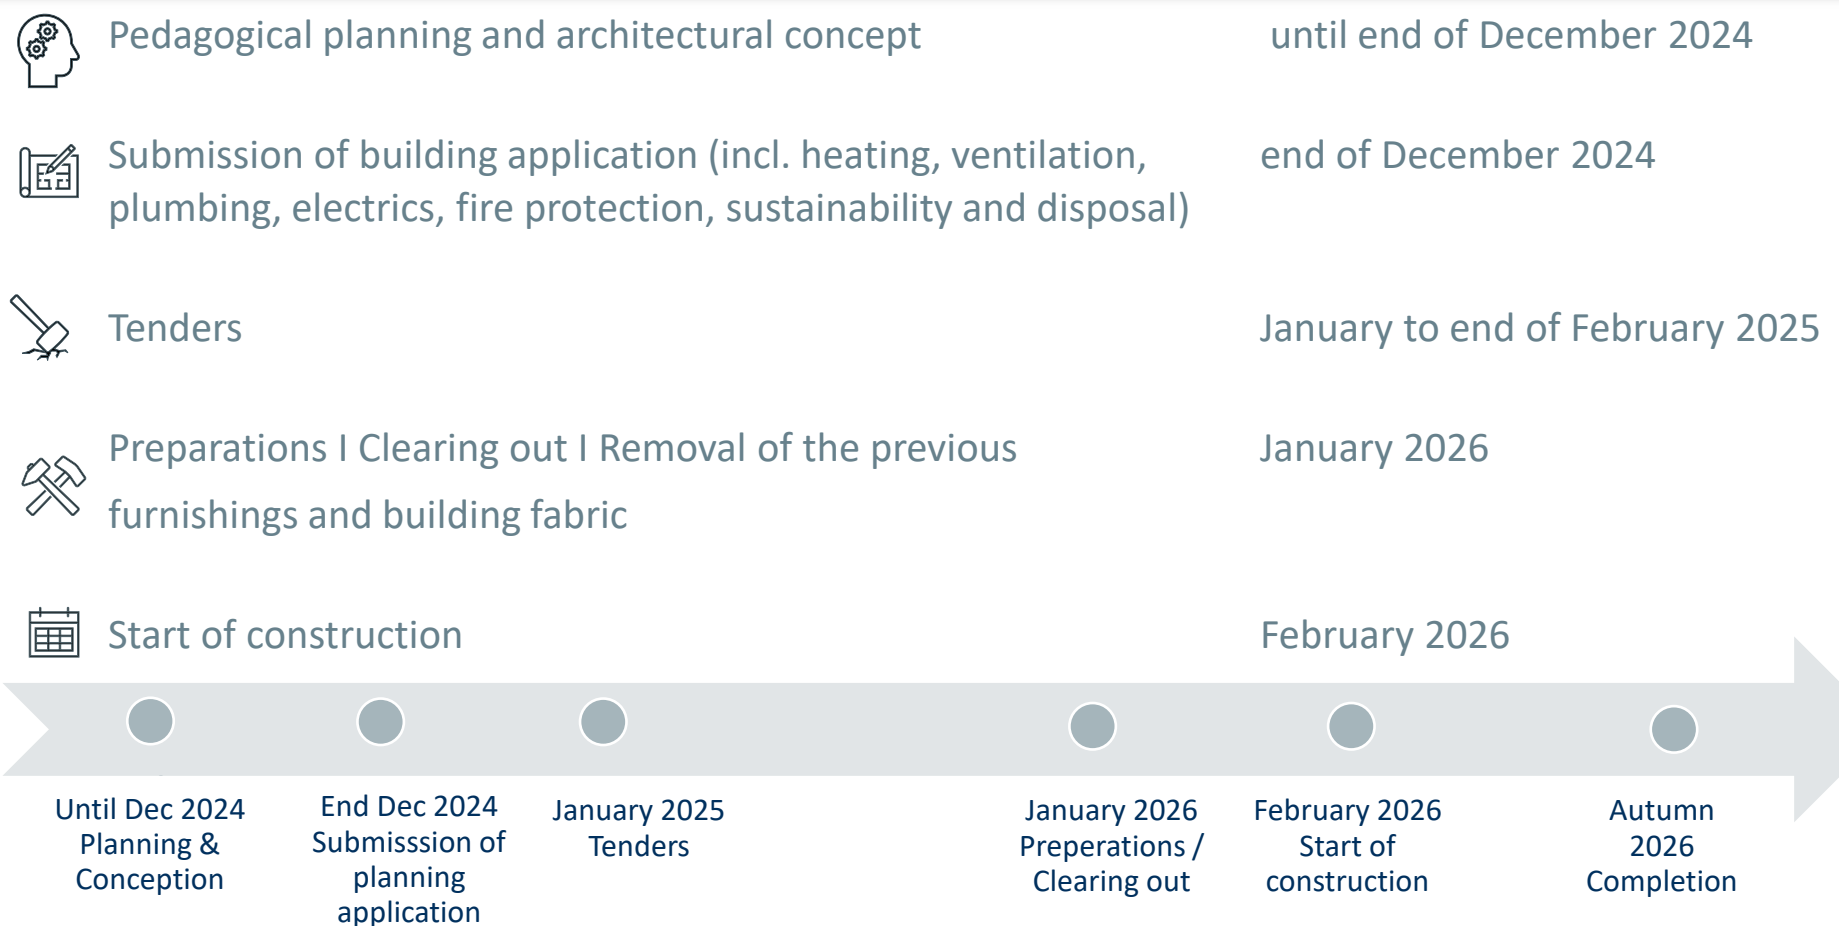 Pedagogical planning and architectural concept
until end of December 2024
Submission of building application (incl. heating, ventilation,
plumbing, electrics, fire protection, sustainability and disposal)
end of December 2024
Tenders
January to end of February 2025
Preparations I Clearing out I Removal of the previous
furnishings and building fabric
January 2026
Start of construction
February 2026
Until Dec 2024
Planning &
Conception
End Dec 2024
Submisssion of
planning
application
January 2025
Tenders
January 2026
Preperations /
Clearing out
February 2026
Start of
construction
Autumn
2026
Completion